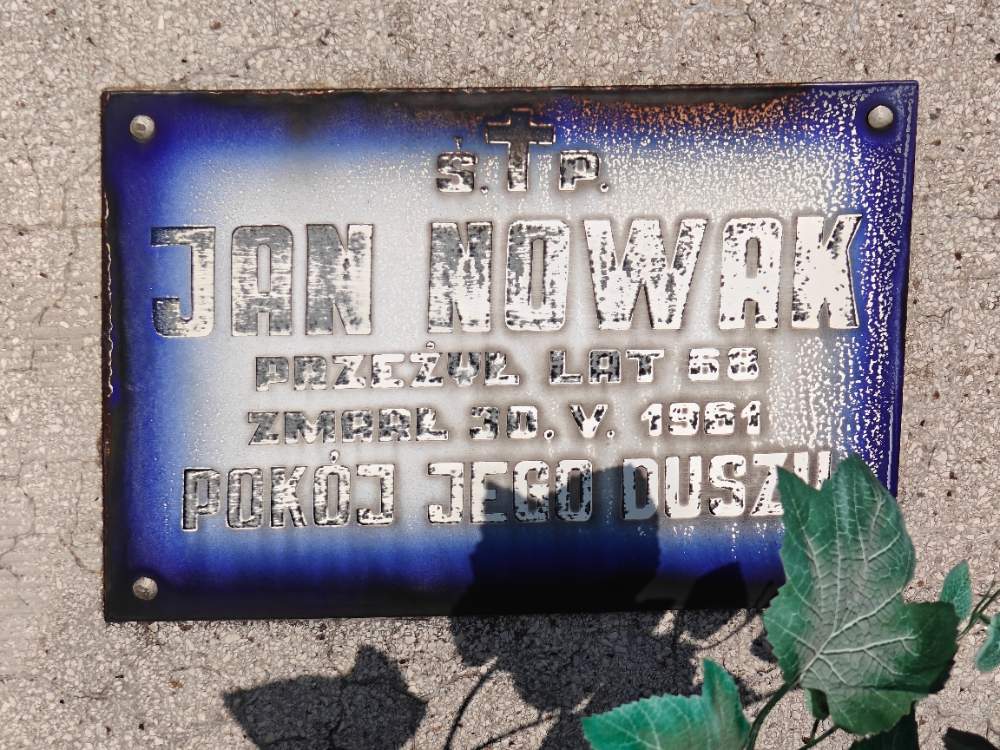 Ś.P.
JAN NOWAK
PRZEŻYŁ LAT 68
ZMARŁ 30.V.1961
POKÓJ JEGO DUSZY